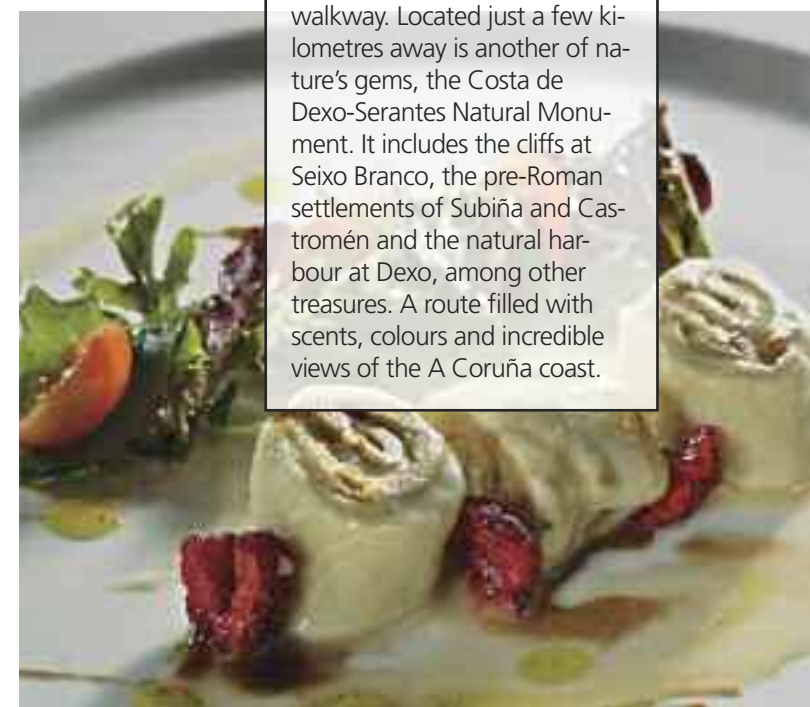 walkway. Located just a few ki-
lometres away is another of na-
ture's gems, the Costa de
Dexo-Serantes Natural Monu-
ment. It includes the cliffs at
Seixo Branco, the pre-Roman
settlements of Subiña and Cas-
tromén and the natural har-
bour at Dexo, among other
treasures. A route filled with
scents, colours and incredible
views of the A Coruña coast.